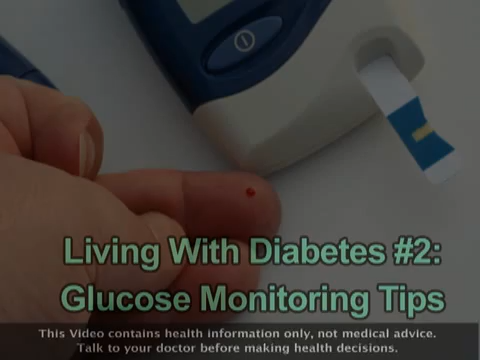 Living With Diabetes #2:
Glucose Monitoring Tips
This Video contains health information only, not medical advice.
Talk to your doctor before making health decisions.